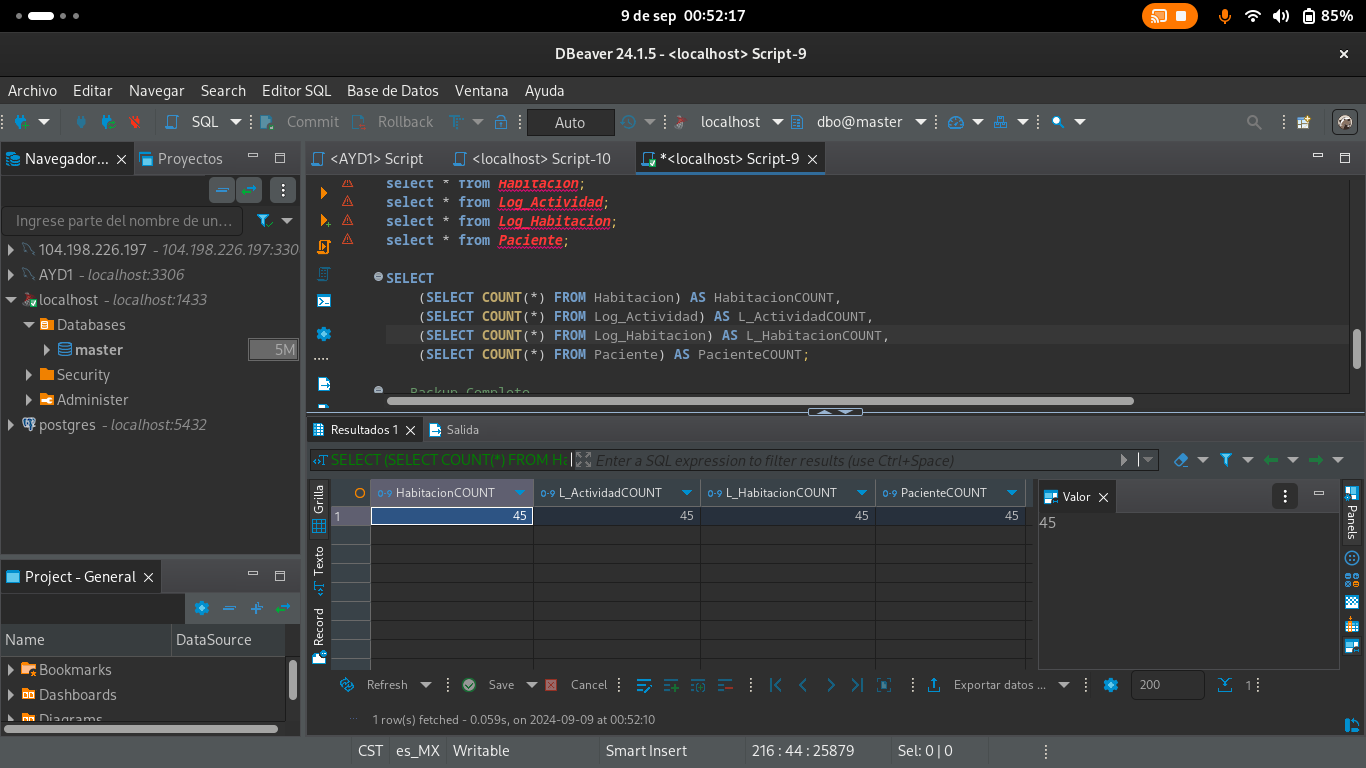 9 de sep 00:52:17
85%
DBeaver 24.1.5 - <localhost> Script-9
Archivo Editar Navegar Search Editor SQL Base de Datos Ventana Ayuda
SQL Commit Rollback Auto localhost dbo@master
Navegador... Proyectos
<AYD1> Script <localhost> Script-10 *<localhost> Script-9
Ingrese parte del nombre de un...
104.198.226.197 - 104.198.226.197:330
AYD1 - localhost:3306
localhost - localhost:1433
Databases
master 5M
Security
Administer
postgres - localhost:5432
select * from Habitacion;
select * from Log_Actividad;
select * from Log_Habitacion;
select * from Paciente;
SELECT
(SELECT COUNT(*) FROM Habitacion) AS HabitacionCOUNT,
(SELECT COUNT(*) FROM Log_Actividad) AS L_ActividadCOUNT,
(SELECT COUNT(*) FROM Log_Habitacion) AS L_HabitacionCOUNT,
(SELECT COUNT(*) FROM Paciente) AS PacienteCOUNT;
Backup Completo
Resultados 1 Salida
SELECT (SELECT COUNT(*) FROM Ha Enter a SQL expression to filter results (use Ctrl+Space)
Grilla
Texto
Record
HabitacionCOUNT L_ActividadCOUNT L_HabitacionCOUNT PacienteCOUNT
1 45 45 45 45
Valor
45
Panels
Project - General
Name DataSource
Bookmarks
Dashboards
Diagrams
Refresh Save Cancel Exportar datos ... 200 1
1 row(s) fetched - 0.059s, on 2024-09-09 at 00:52:10
CST es_MX Writable Smart Insert 216 : 44 : 25879 Sel: 0 | 0